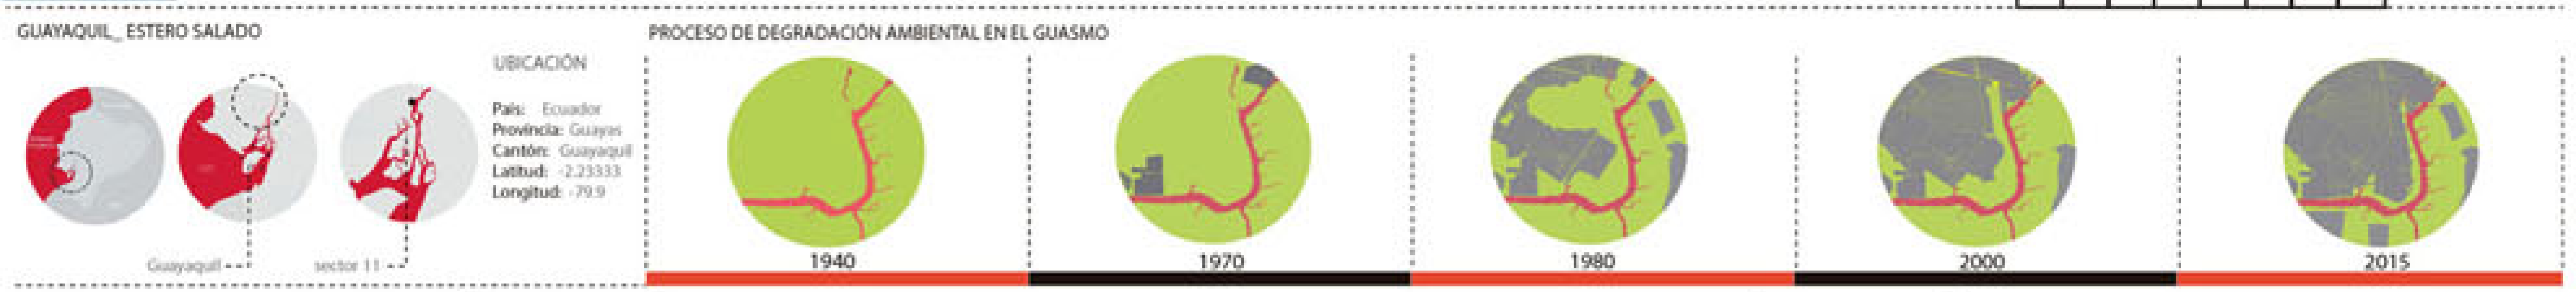 GUAYAQUIL_ ESTERO SALADO
UBICACIÓN
País: Ecuador
Provincia: Guayas
Cantón: Guayaquil
Latitud: -2.23333
Longitud: -79.9
Guayaquil
sector 11
PROCESO DE DEGRADACIÓN AMBIENTAL EN EL GUASMO
1940
1970
1980
2000
2015